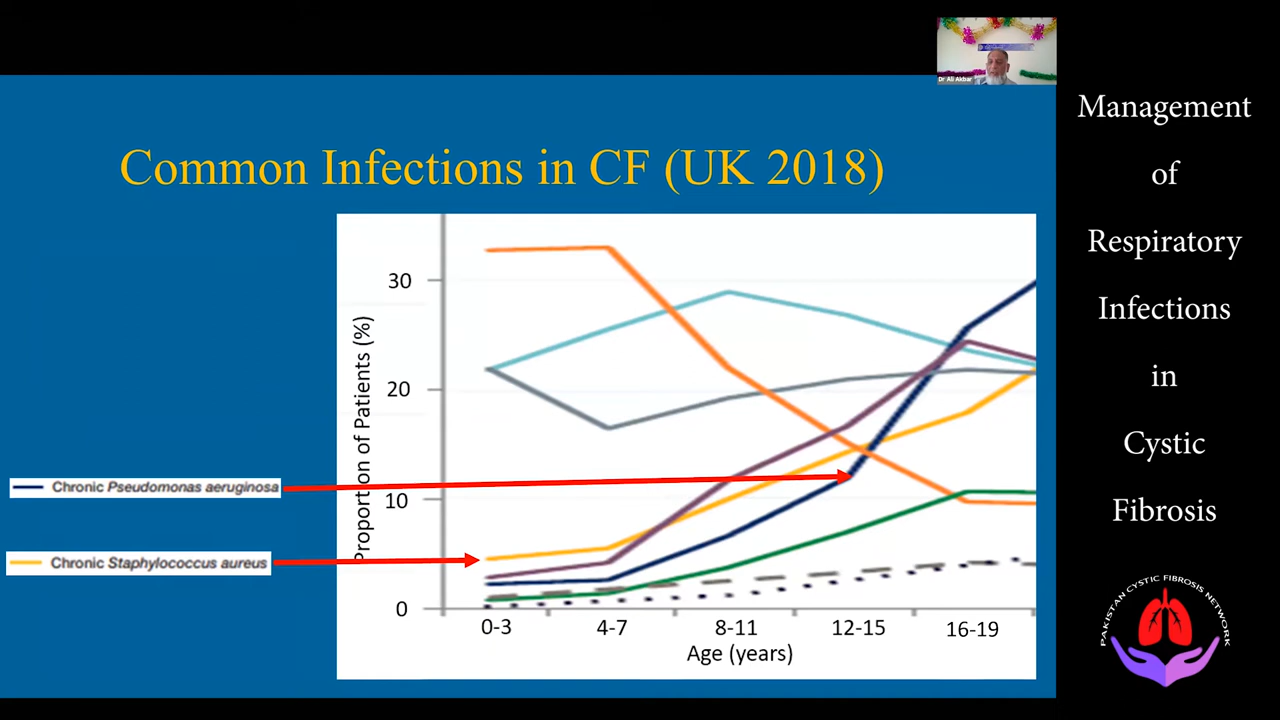 Dr Ali Akbar
Management
of
Respiratory
Infections
in
Cystic
Fibrosis
PAKISTAN CYSTIC FIBROSIS NETWORK
Common Infections in CF (UK 2018)
Proportion of Patients (%)
30
20
10
0
Chronic Pseudomonas aeruginosa
Chronic Staphylococcus aureus
0-3
4-7
8-11
12-15
16-19
Age (years)